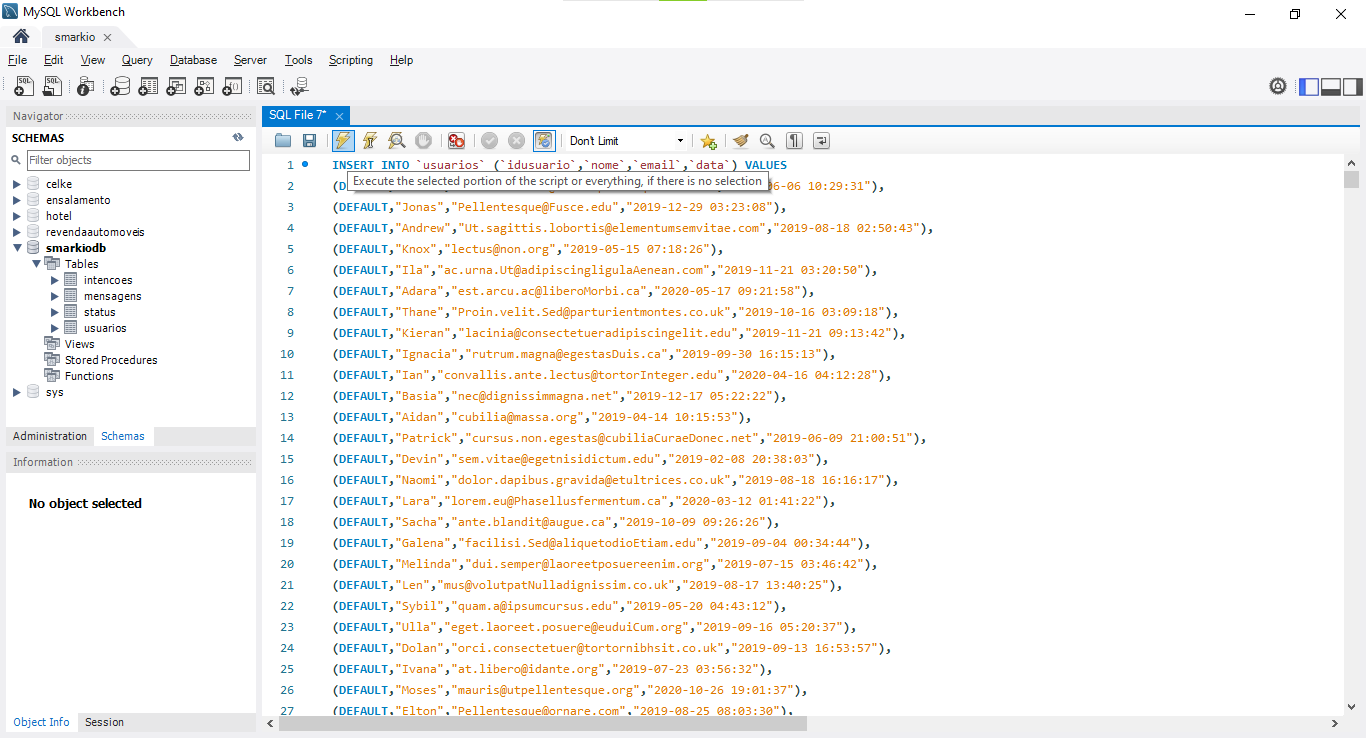 MySQL Workbench
smarkio
File Edit View Query Database Server Tools Scripting Help
Navigator
SCHEMAS
Filter objects
celke
ensalamento
hotel
revendaautomoveis
smarkiodb
Tables
intencoes
mensagens
status
usuarios
Views
Stored Procedures
Functions
sys
Administration Schemas
Information
No object selected
Object Info Session
SQL File 7*
Don't Limit
1 INSERT INTO `usuarios` (`idusuario`,`nome`,`email`,`data`) VALUES
Execute the selected portion of the script or everything, if there is no selection
2 (D 06-06 10:29:31"),
3 (DEFAULT,"Jonas","Pellentesque@Fusce.edu","2019-12-29 03:23:08"),
4 (DEFAULT,"Andrew","Ut.sagittis.lobortis@elementumsemvitae.com","2019-08-18 02:50:43"),
5 (DEFAULT,"Knox","lectus@non.org","2019-05-15 07:18:26"),
6 (DEFAULT,"Ila","ac.urna.Ut@adipiscingligulaAenean.com","2019-11-21 03:20:50"),
7 (DEFAULT,"Adara","est.arcu.ac@liberoMorbi.ca","2020-05-17 09:21:58"),
8 (DEFAULT,"Thane","Proin.velit.Sed@parturientmontes.co.uk","2019-10-16 03:09:18"),
9 (DEFAULT,"Kieran","lacinia@consectetueradipiscingelit.edu","2019-11-21 09:13:42"),
10 (DEFAULT,"Ignacia","rutrum.magna@egestasDuis.ca","2019-09-30 16:15:13"),
11 (DEFAULT,"Ian","convallis.ante.lectus@tortorInteger.edu","2020-04-16 04:12:28"),
12 (DEFAULT,"Basia","nec@dignissimmagna.net","2019-12-17 05:22:22"),
13 (DEFAULT,"Aidan","cubilia@massa.org","2019-04-14 10:15:53"),
14 (DEFAULT,"Patrick","cursus.non.egestas@cubiliaCuraeDonec.net","2019-06-09 21:00:51"),
15 (DEFAULT,"Devin","sem.vitae@egetnisidictum.edu","2019-02-08 20:38:03"),
16 (DEFAULT,"Naomi","dolor.dapibus.gravida@etultrices.co.uk","2019-08-18 16:16:17"),
17 (DEFAULT,"Lara","lorem.eu@Phasellusfermentum.ca","2020-03-12 01:41:22"),
18 (DEFAULT,"Sacha","ante.blandit@augue.ca","2019-10-09 09:26:26"),
19 (DEFAULT,"Galena","facilisi.Sed@aliquetodioEtiam.edu","2019-09-04 00:34:44"),
20 (DEFAULT,"Melinda","dui.semper@laoreetposuereenim.org","2019-07-15 03:46:42"),
21 (DEFAULT,"Len","mus@volutpatNulladignissim.co.uk","2019-08-17 13:40:25"),
22 (DEFAULT,"Sybil","quam.a@ipsumcursus.edu","2019-05-20 04:43:12"),
23 (DEFAULT,"Ulla","eget.laoreet.posuere@euduiCum.org","2019-09-16 05:20:37"),
24 (DEFAULT,"Dolan","orci.consectetuer@tortornibhsit.co.uk","2019-09-13 16:53:57"),
25 (DEFAULT,"Ivana","at.libero@idante.org","2019-07-23 03:56:32"),
26 (DEFAULT,"Moses","mauris@utpellentesque.org","2020-10-26 19:01:37"),
27 (DEFAULT,"Elton","Pellentesque@ornare.com","2019-08-25 08:03:30"),